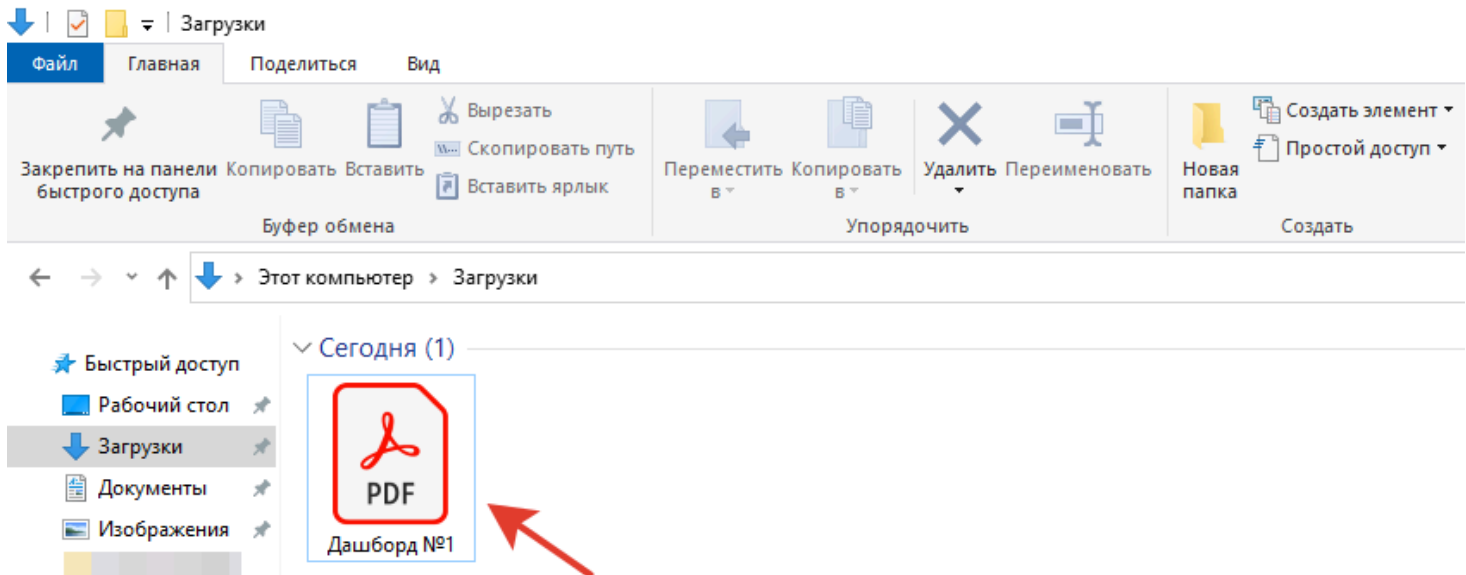 Загрузки
Файл Главная Поделиться Вид
Закрепить на панели быстрого доступа
Копировать
Вставить
Вырезать
Скопировать путь
Вставить ярлык
Буфер обмена
Переместить в
Копировать в
Удалить
Переименовать
Упорядочить
Новая папка
Создать элемент
Простой доступ
Создать
Этот компьютер Загрузки
Быстрый доступ
Рабочий стол
Загрузки
Документы
Изображения
Сегодня (1)
PDF
Дашборд №1